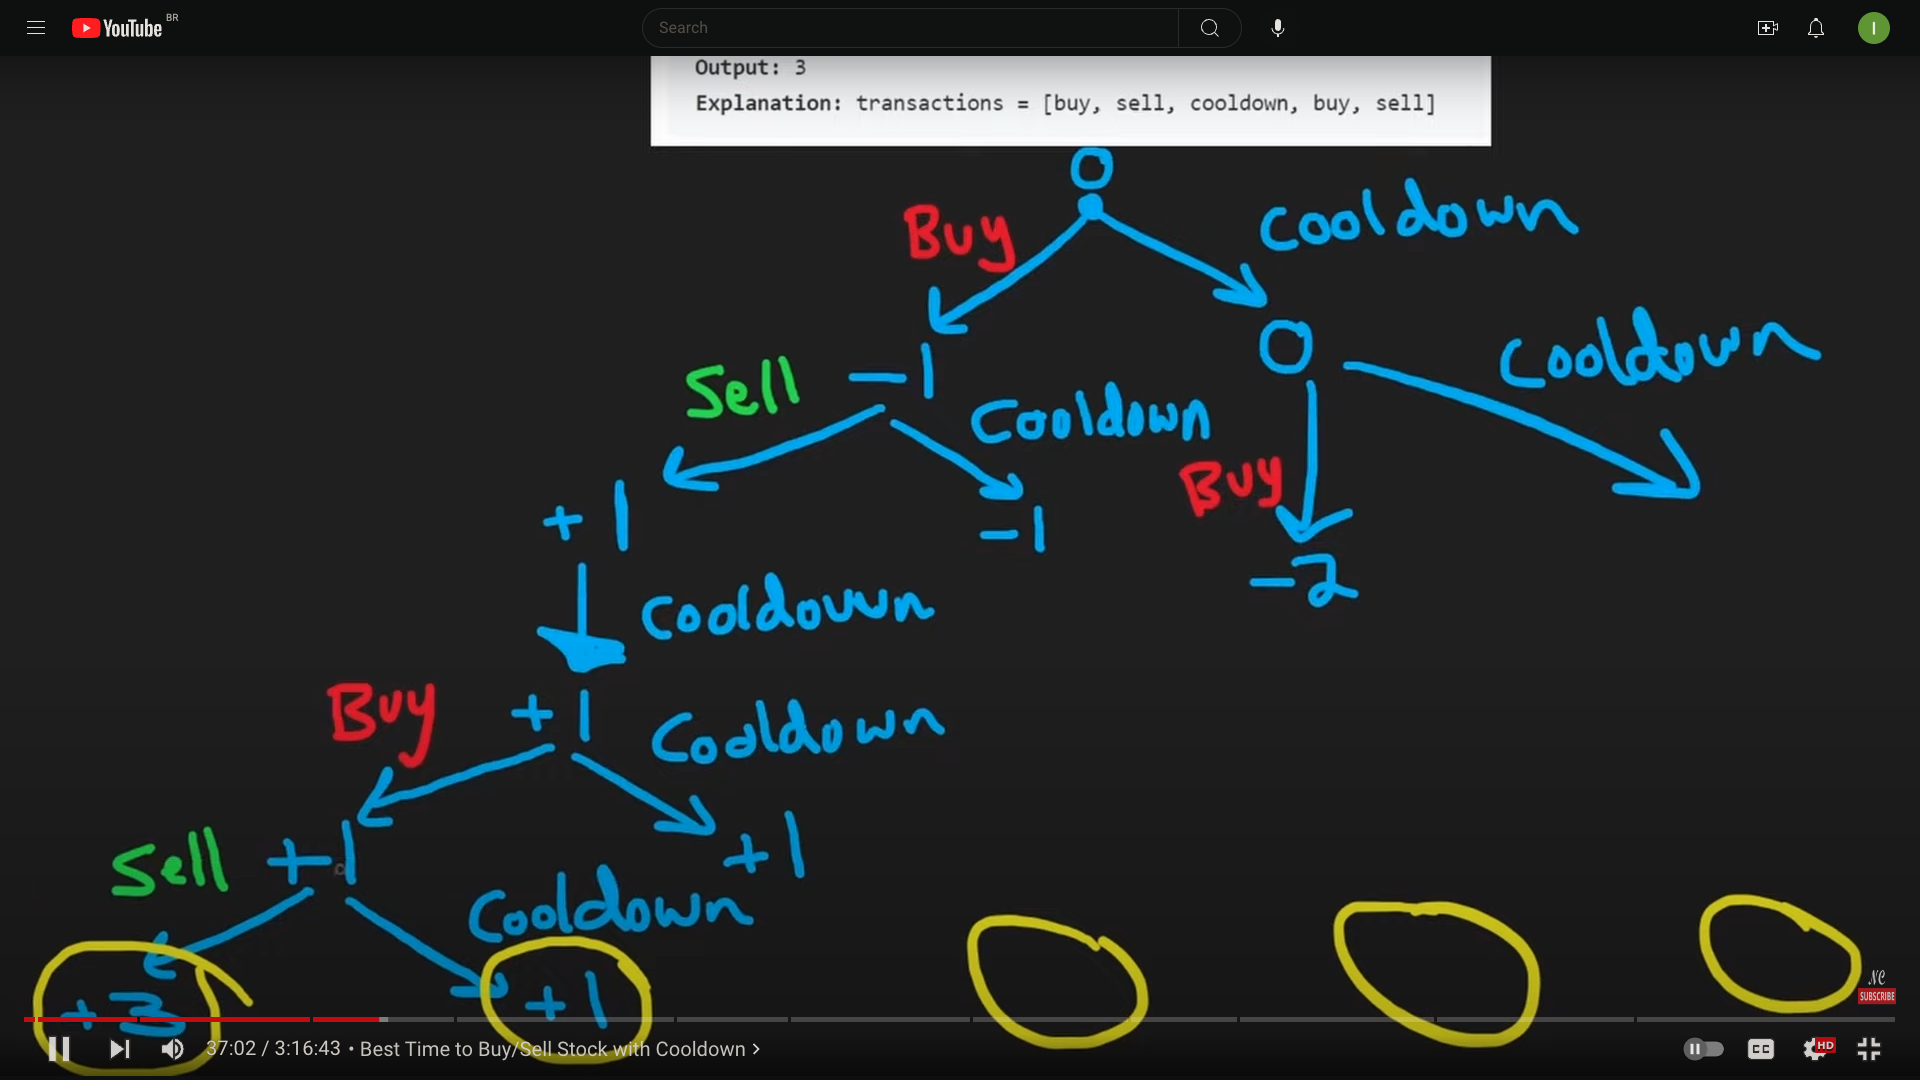 YouTube BR
Search
I
Output: 3
Explanation: transactions = [buy, sell, cooldown, buy, sell]
0
Buy
Cooldown
Sell
-1
0
Cooldown
Cooldown
Buy
+1
-1
-2
Cooldown
Buy
+1
Cooldown
Sell
+1
+1
Cooldown
+3
+1
NC
SUBSCRIBE
37:02 / 3:16:43 • Best Time to Buy/Sell Stock with Cooldown >
CC
HD